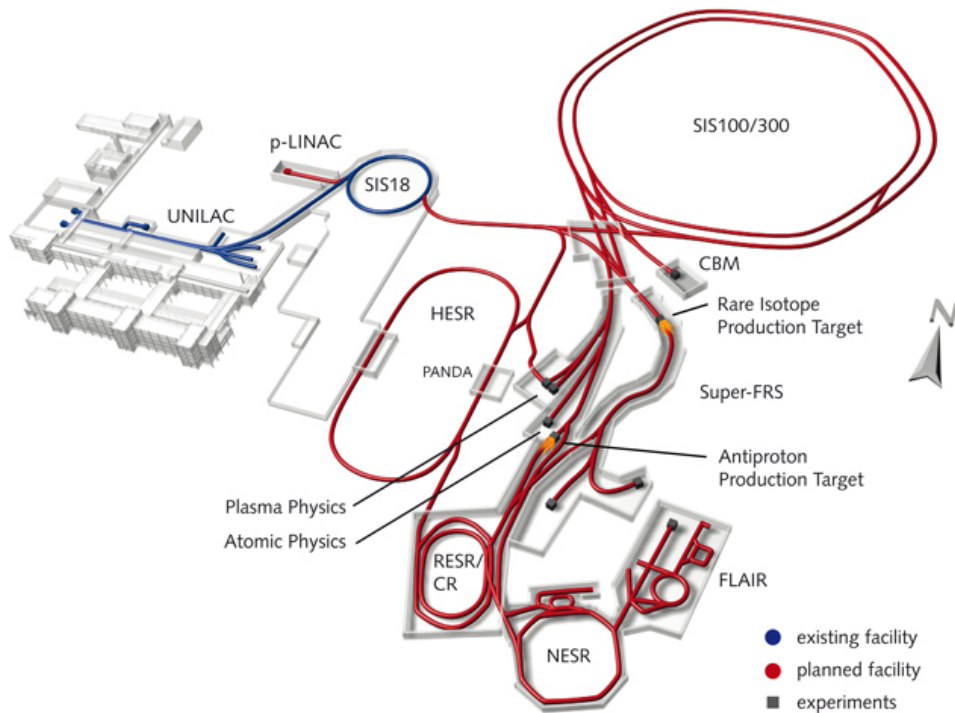 SIS100/300
p-LINAC
SIS18
UNILAC
CBM
HESR
Rare Isotope
Production Target
N
PANDA
Super-FRS
Antiproton
Production Target
Plasma Physics
Atomic Physics
RESR/
CR
FLAIR
NESR
existing facility
planned facility
experiments